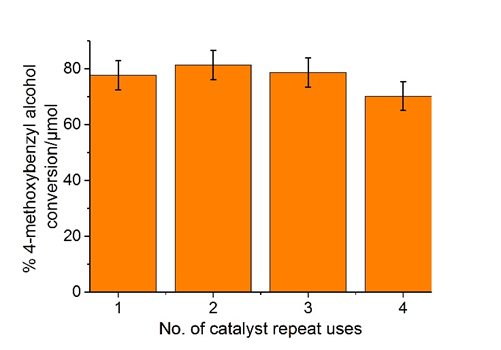 % 4-methoxybenzyl alcohol
conversion/µmol
80
60
40
20
0
1 2 3 4
No. of catalyst repeat uses